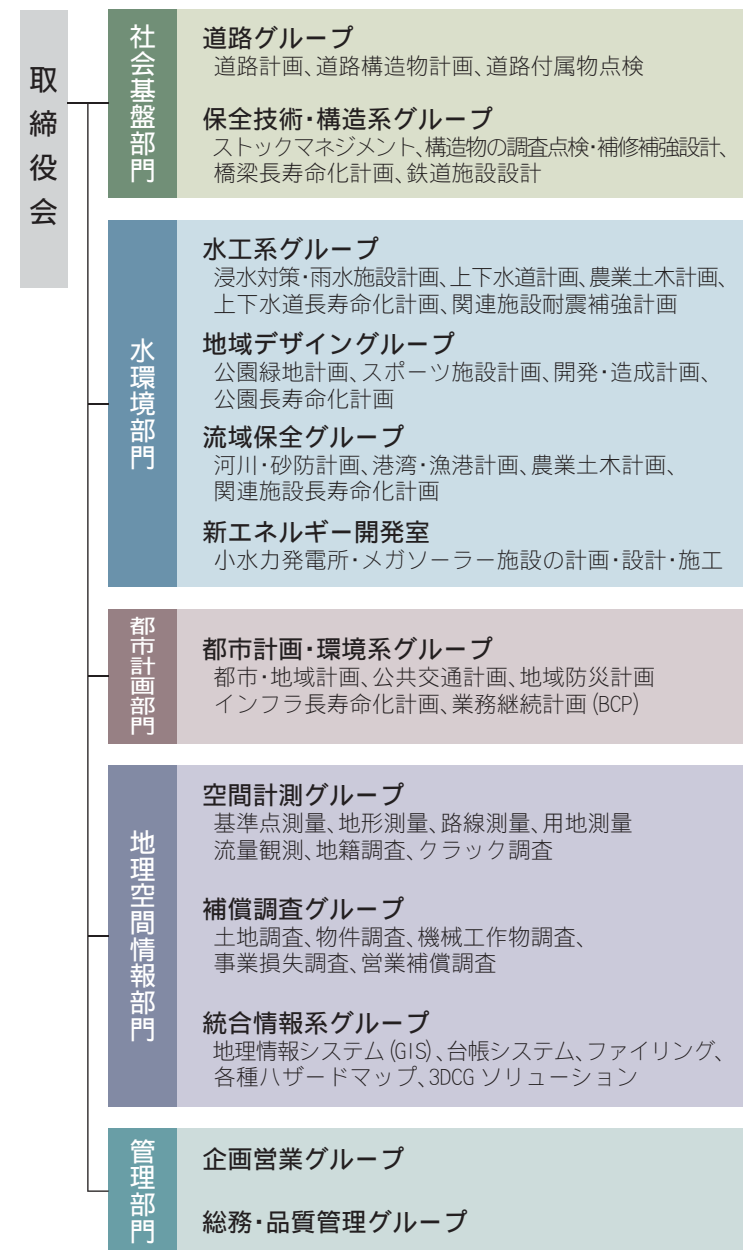 取締役会
社会基盤部門
道路グループ
道路計画、道路構造物計画、道路付属物点検
保全技術・構造系グループ
ストックマネジメント、構造物の調査点検・補修補強設計、
橋梁長寿命化計画、鉄道施設設計
水環境部門
水工系グループ
浸水対策・雨水施設計画、上下水道計画、農業土木計画、
上下水道長寿命化計画、関連施設耐震補強計画
地域デザイングループ
公園緑地計画、スポーツ施設計画、開発・造成計画、
公園長寿命化計画
流域保全グループ
河川・砂防計画、港湾・漁港計画、農業土木計画、
関連施設長寿命化計画
新エネルギー開発室
小水力発電所・メガソーラー施設の計画・設計・施工
都市計画部門
都市計画・環境系グループ
都市・地域計画、公共交通計画、地域防災計画
インフラ長寿命化計画、業務継続計画(BCP)
地理空間情報部門
空間計測グループ
基準点測量、地形測量、路線測量、用地測量
流量観測、地籍調査、クラック調査
補償調査グループ
土地調査、物件調査、機械工作物調査、
事業損失調査、営業補償調査
統合情報系グループ
地理情報システム(GIS)、台帳システム、ファイリング、
各種ハザードマップ、3DCG ソリューション
管理部門
企画営業グループ
総務・品質管理グループ